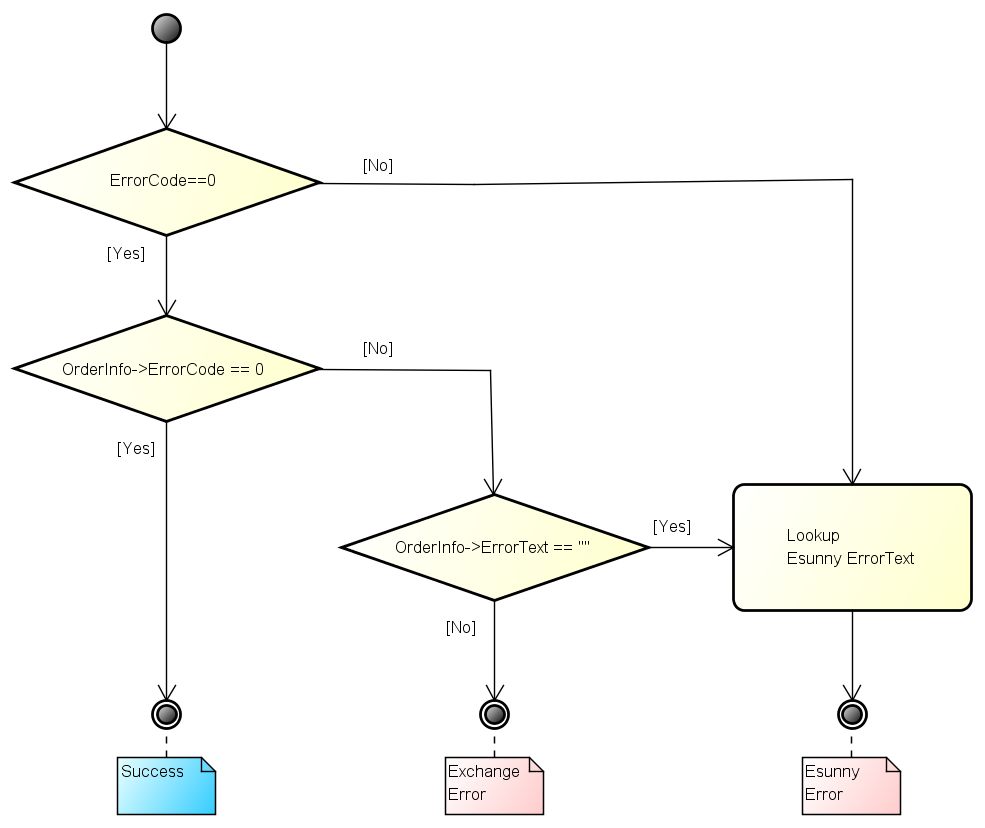 [No]
ErrorCode==0
[Yes]
[No]
OrderInfo->ErrorCode == 0
[Yes]
[Yes]
OrderInfo->ErrorText == ""
Lookup
Esunny ErrorText
[No]
Success
Exchange
Error
Esunny
Error